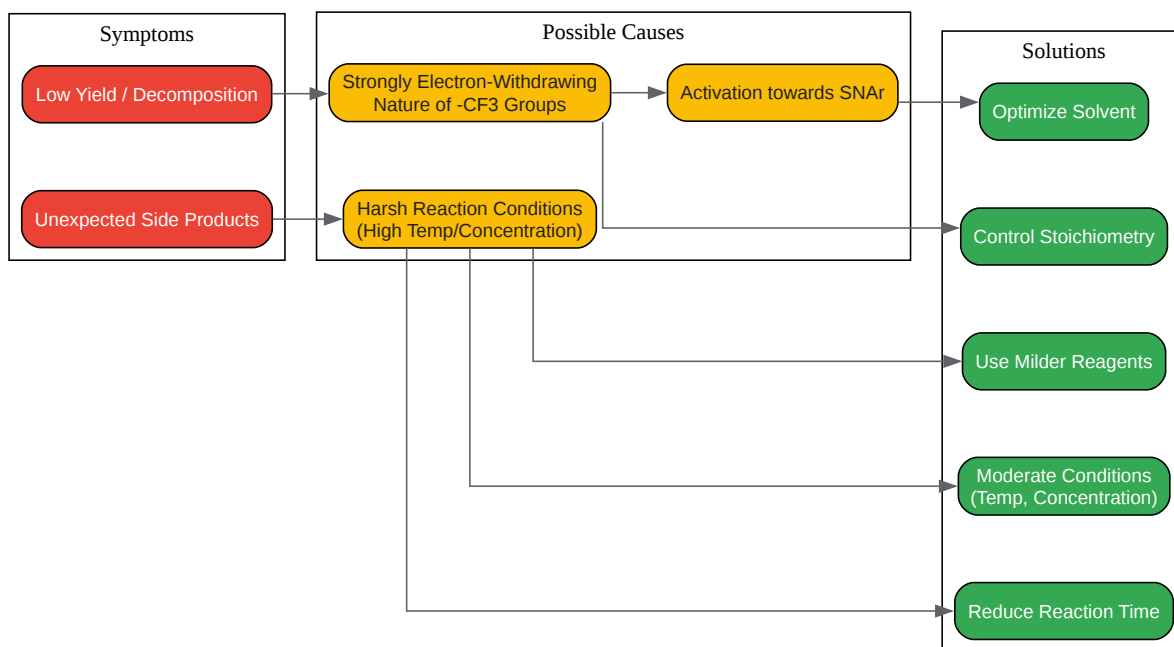 Symptoms
Low Yield / Decomposition
Unexpected Side Products
Possible Causes
Strongly Electron-Withdrawing
Nature of -CF3 Groups
Activation towards SNAr
Harsh Reaction Conditions
(High Temp/Concentration)
Solutions
Optimize Solvent
Control Stoichiometry
Use Milder Reagents
Moderate Conditions
(Temp, Concentration)
Reduce Reaction Time